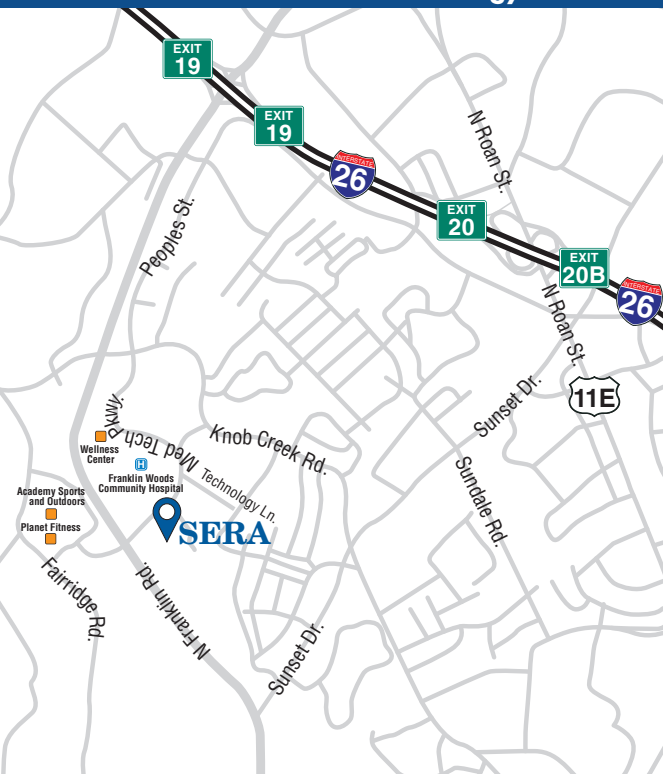 EXIT
19
EXIT
19
INTERSTATE
26
N Roan St.
EXIT
20
EXIT
20B
INTERSTATE
26
Peoples St.
N Roan St.
11E
Sunset Dr.
Med Tech Pkwy.
Knob Creek Rd.
Wellness
Center
H
Franklin Woods
Community Hospital
Technology Ln.
Sundale Rd.
Academy Sports
and Outdoors
Planet Fitness
SERA
Fairridge Rd.
N Franklin Rd.
Sunset Dr.